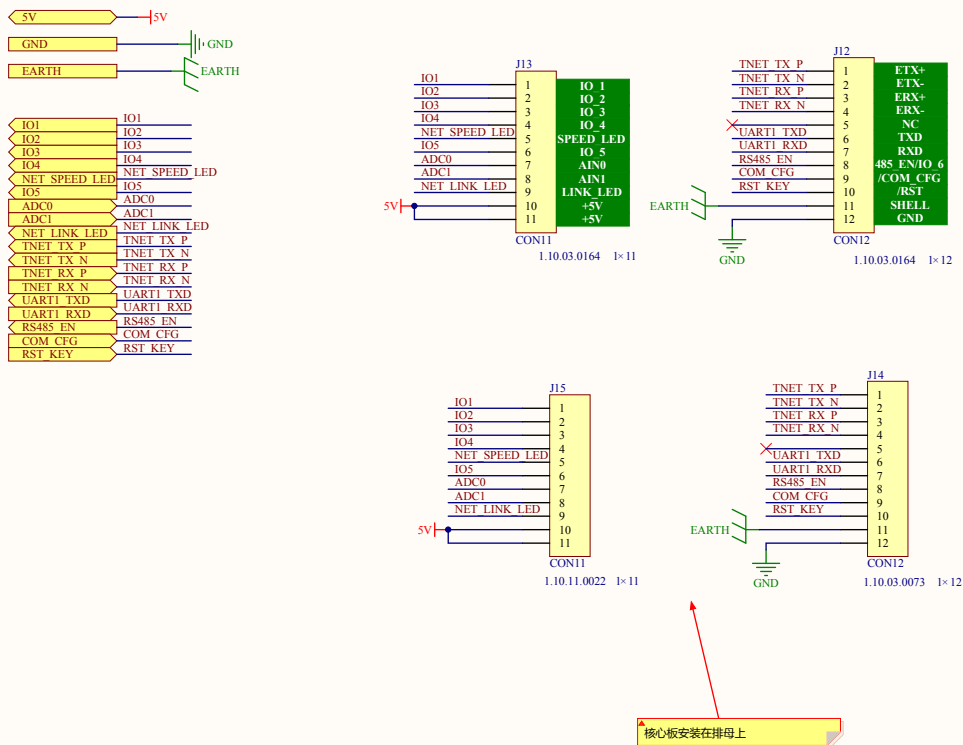 5V
5V
GND
GND
EARTH
EARTH
IO1
IO1
IO2
IO2
IO3
IO3
IO4
IO4
NET_SPEED_LED
NET_SPEED_LED
IO5
IO5
ADC0
ADC0
ADC1
ADC1
NET_LINK_LED
NET_LINK_LED
TNET_TX_P
TNET_TX_P
TNET_TX_N
TNET_TX_N
TNET_RX_P
TNET_RX_P
TNET_RX_N
TNET_RX_N
UART1_TXD
UART1_TXD
UART1_RXD
UART1_RXD
RS485_EN
RS485_EN
COM_CFG
COM_CFG
RST_KEY
RST_KEY
J13
IO1 1 IO_1
IO2 2 IO_2
IO3 3 IO_3
IO4 4 IO_4
NET_SPEED_LED 5 SPEED_LED
IO5 6 IO_5
ADC0 7 AIN0
ADC1 8 AIN1
NET_LINK_LED 9 LINK_LED
5V 10 +5V
11 +5V
CON11
1.10.03.0164 1×11
J12
TNET_TX_P 1 ETX+
TNET_TX_N 2 ETX-
TNET_RX_P 3 ERX+
TNET_RX_N 4 ERX-
5 NC
UART1_TXD 6 TXD
UART1_RXD 7 RXD
RS485_EN 8 485_EN/IO_6
COM_CFG 9 /COM_CFG
RST_KEY 10 /RST
EARTH 11 SHELL
12 GND
GND
CON12
1.10.03.0164 1×12
J15
IO1 1
IO2 2
IO3 3
IO4 4
NET_SPEED_LED 5
IO5 6
ADC0 7
ADC1 8
NET_LINK_LED 9
5V 10
11
CON11
1.10.11.0022 1×11
J14
TNET_TX_P 1
TNET_TX_N 2
TNET_RX_P 3
TNET_RX_N 4
5
UART1_TXD 6
UART1_RXD 7
RS485_EN 8
COM_CFG 9
RST_KEY 10
EARTH 11
12
GND
CON12
1.10.03.0073 1×12
核心板安装在排母上